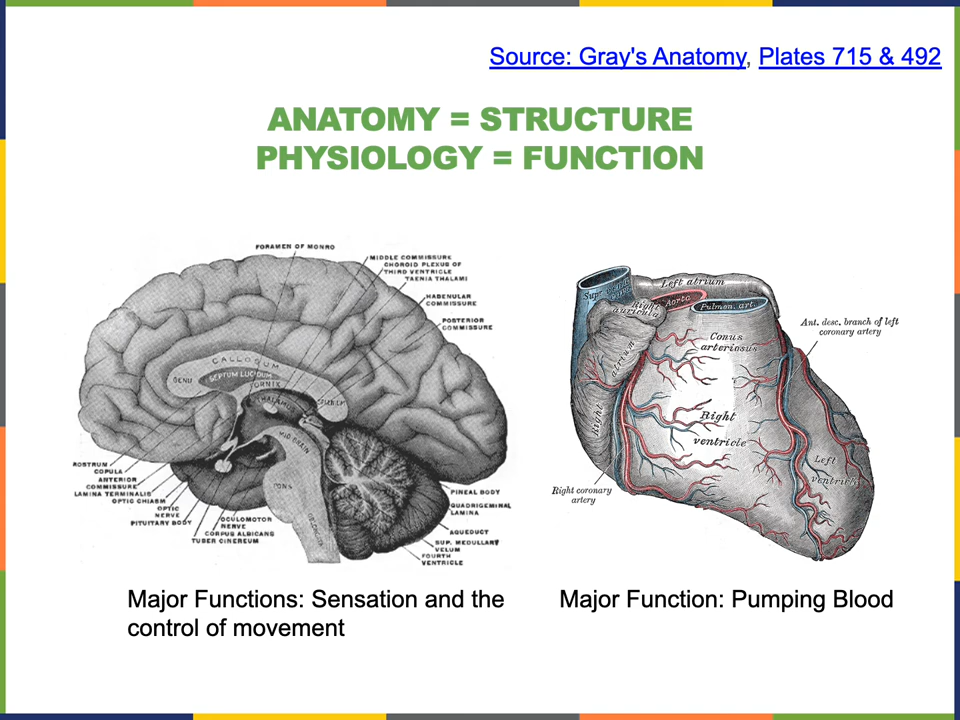 Source: Gray's Anatomy, Plates 715 & 492
ANATOMY = STRUCTURE
PHYSIOLOGY = FUNCTION
FORAMEN OF MONRO
MIDDLE COMMISSURE
CHOROID PLEXUS OF
THIRD VENTRICLE
TAENIA THALAMI
HABENULAR
COMMISSURE
POSTERIOR
COMMISSURE
CALLOSUM
GENU
SEPTUM LUCIDUM
FORNIX
THALAMUS
MID BRAIN
PONS
ROSTRUM
COPULA
ANTERIOR
COMMISSURE
LAMINA TERMINALIS
OPTIC CHIASM
OPTIC
NERVE
PITUITARY BODY
OCULOMOTOR
NERVE
CORPUS ALBICANS
TUBER CINEREUM
PINEAL BODY
QUADRIGEMINAL
LAMINA
AQUEDUCT
SUP. MEDULLARY
VELUM
FOURTH
VENTRICLE
Left atrium
Aorta
Pulmon. art.
Right
auricula
Right atrium
Conus
arteriosus
Ant. desc. branch of left
coronary artery
Right
ventricle
Left
ventricle
Right coronary
artery
Major Functions: Sensation and the
control of movement
Major Function: Pumping Blood